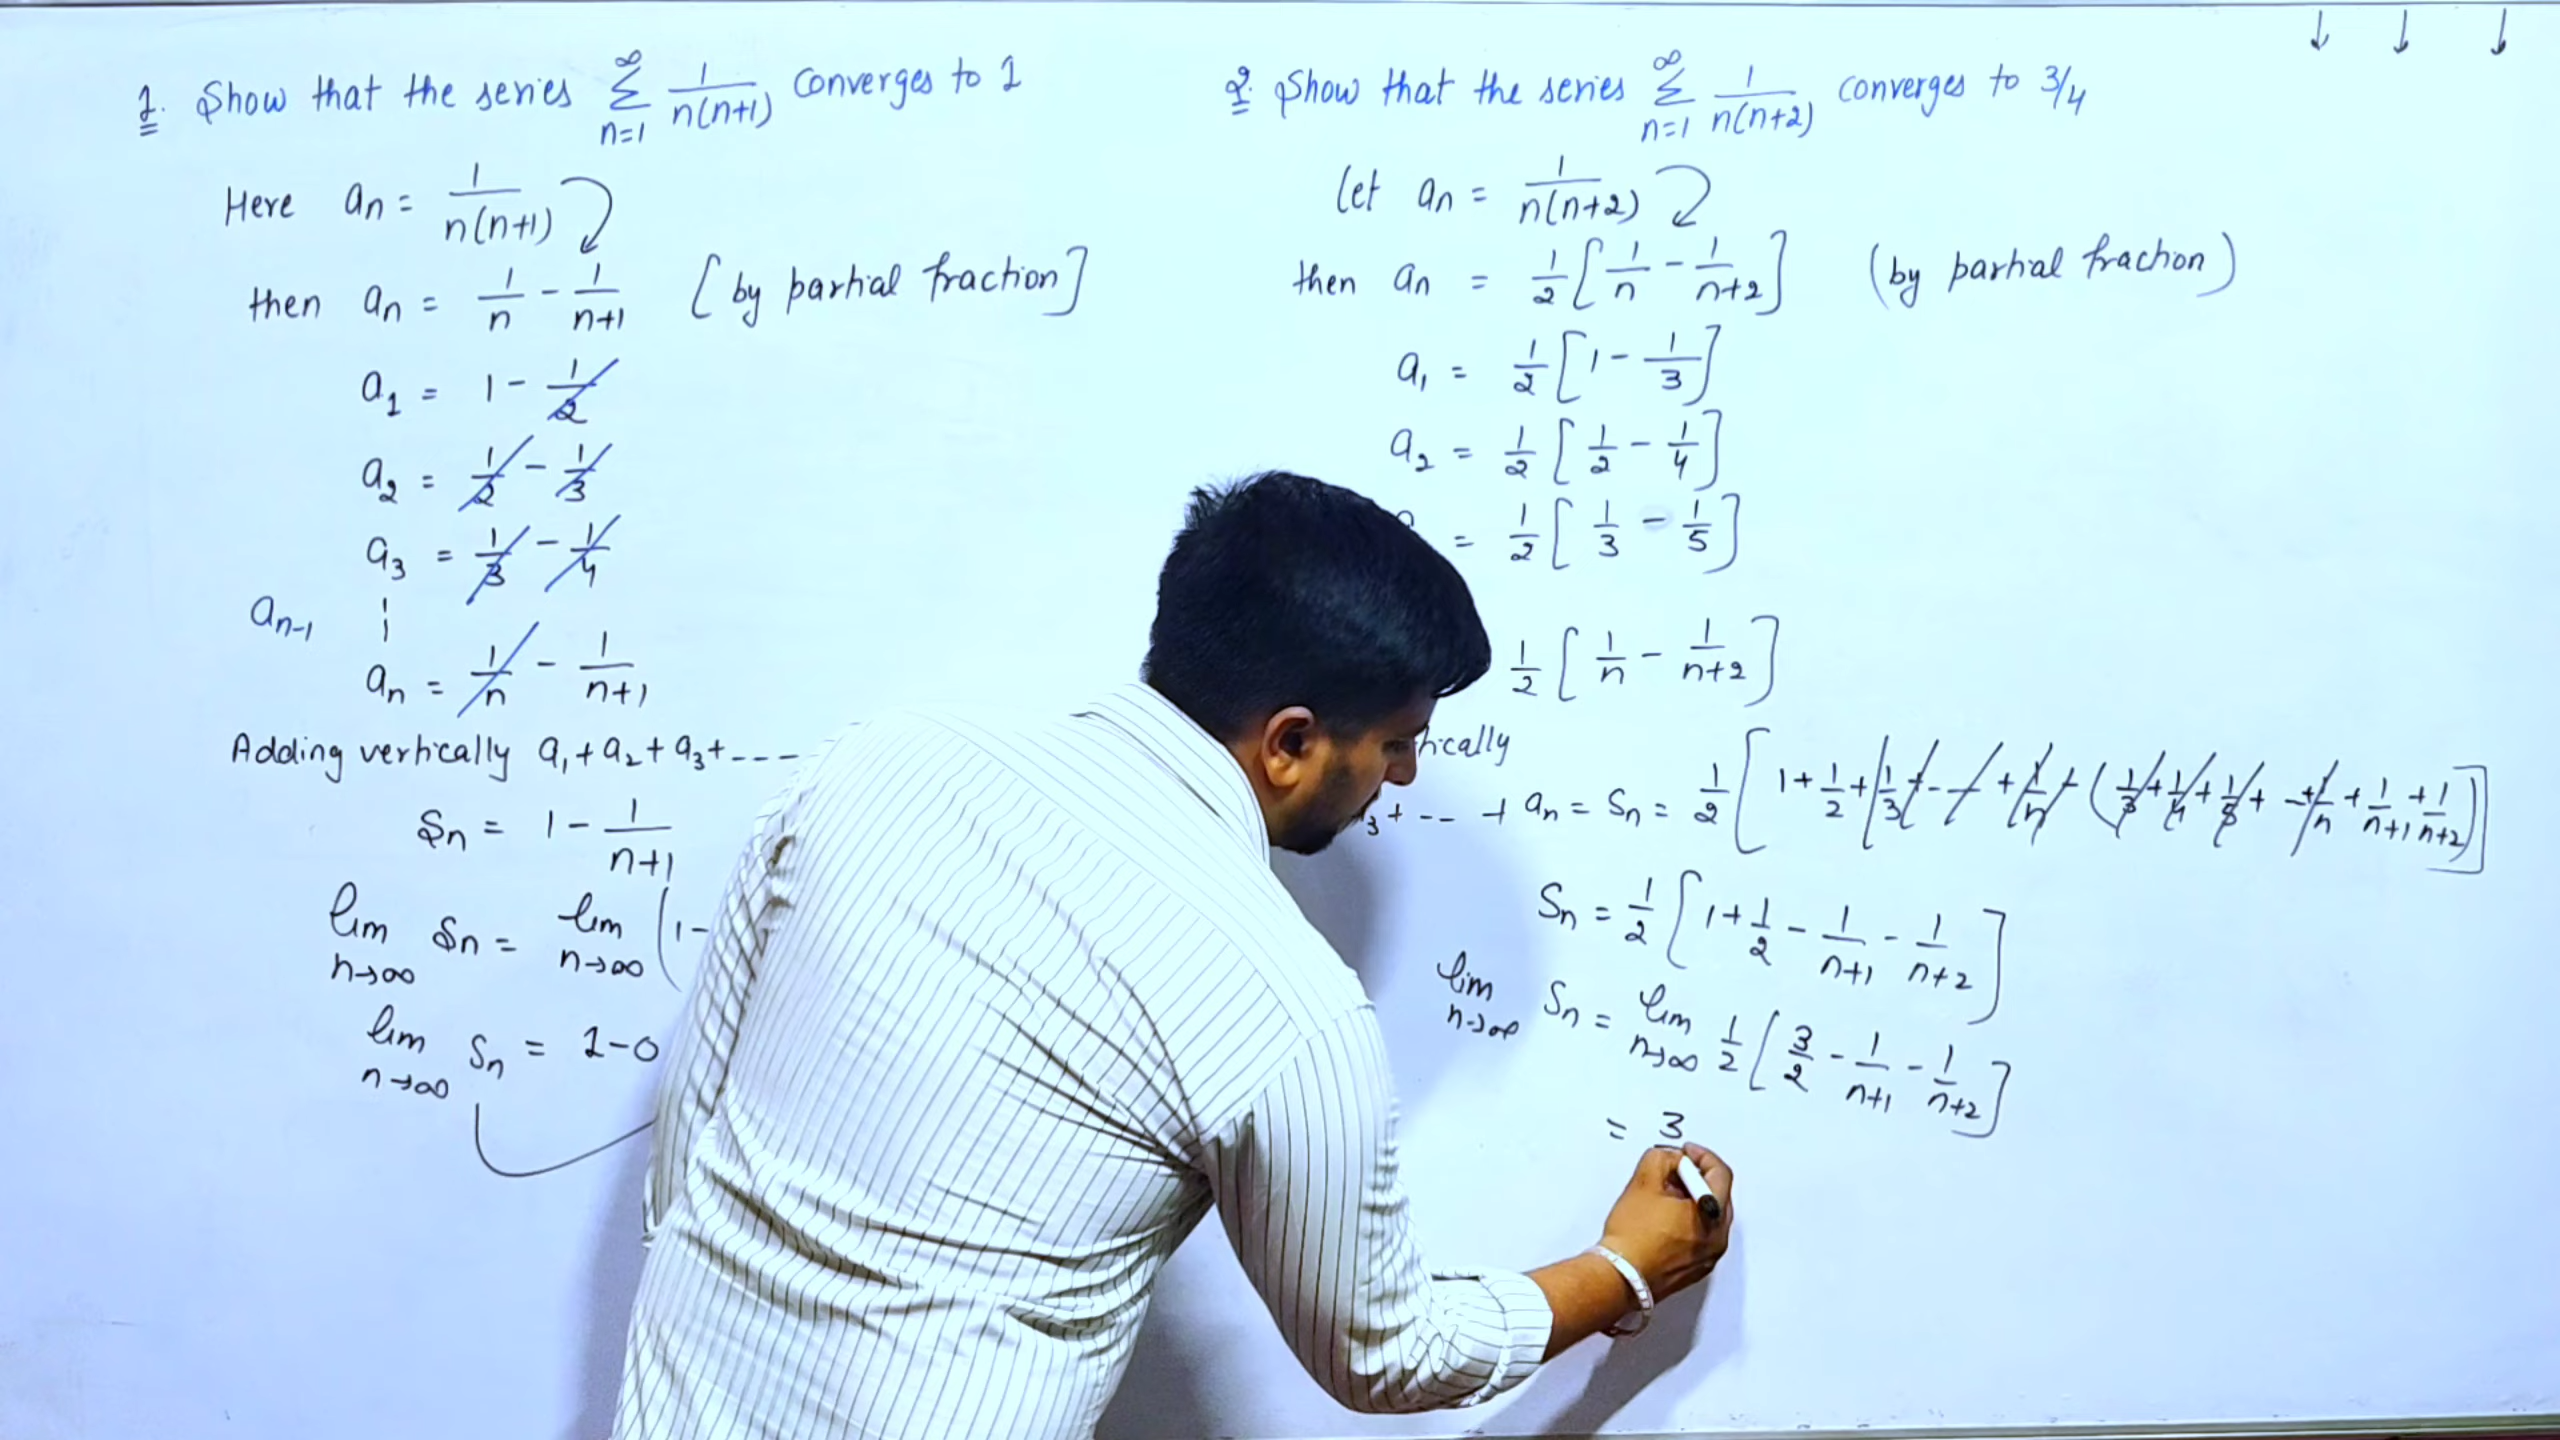 1. Show that the series ∑_{n=1}^{∞} 1/n(n+1) converges to 1
Here an = 1/n(n+1)
then an = 1/n - 1/n+1 [by partial fraction]
a1 = 1 - 1/2
a2 = 1/2 - 1/3
a3 = 1/3 - 1/4
an-1
an = 1/n - 1/n+1
Adding vertically a1 + a2 + a3 + ----
Sn = 1 - 1/n+1
lim n→∞ Sn = lim n→∞ (1 -
lim n→∞ Sn = 1-0
2. Show that the series ∑_{n=1}^{∞} 1/n(n+2) converges to 3/4
Let an = 1/n(n+2)
then an = 1/2 [1/n - 1/n+2] (by partial fraction)
a1 = 1/2 [1 - 1/3]
a2 = 1/2 [1/2 - 1/4]
= 1/2 [1/3 - 1/5]
1/2 [1/n - 1/n+2]
3 + -- + an = Sn = 1/2 [1 + 1/2 + 1/3 + -- + 1/n - (1/3 + 1/4 + 1/5 + - + 1/n + 1/n+1 + 1/n+2)]
Sn = 1/2 [1 + 1/2 - 1/n+1 - 1/n+2]
lim n→∞ Sn = lim n→∞ 1/2 [3/2 - 1/n+1 - 1/n+2]
= 3